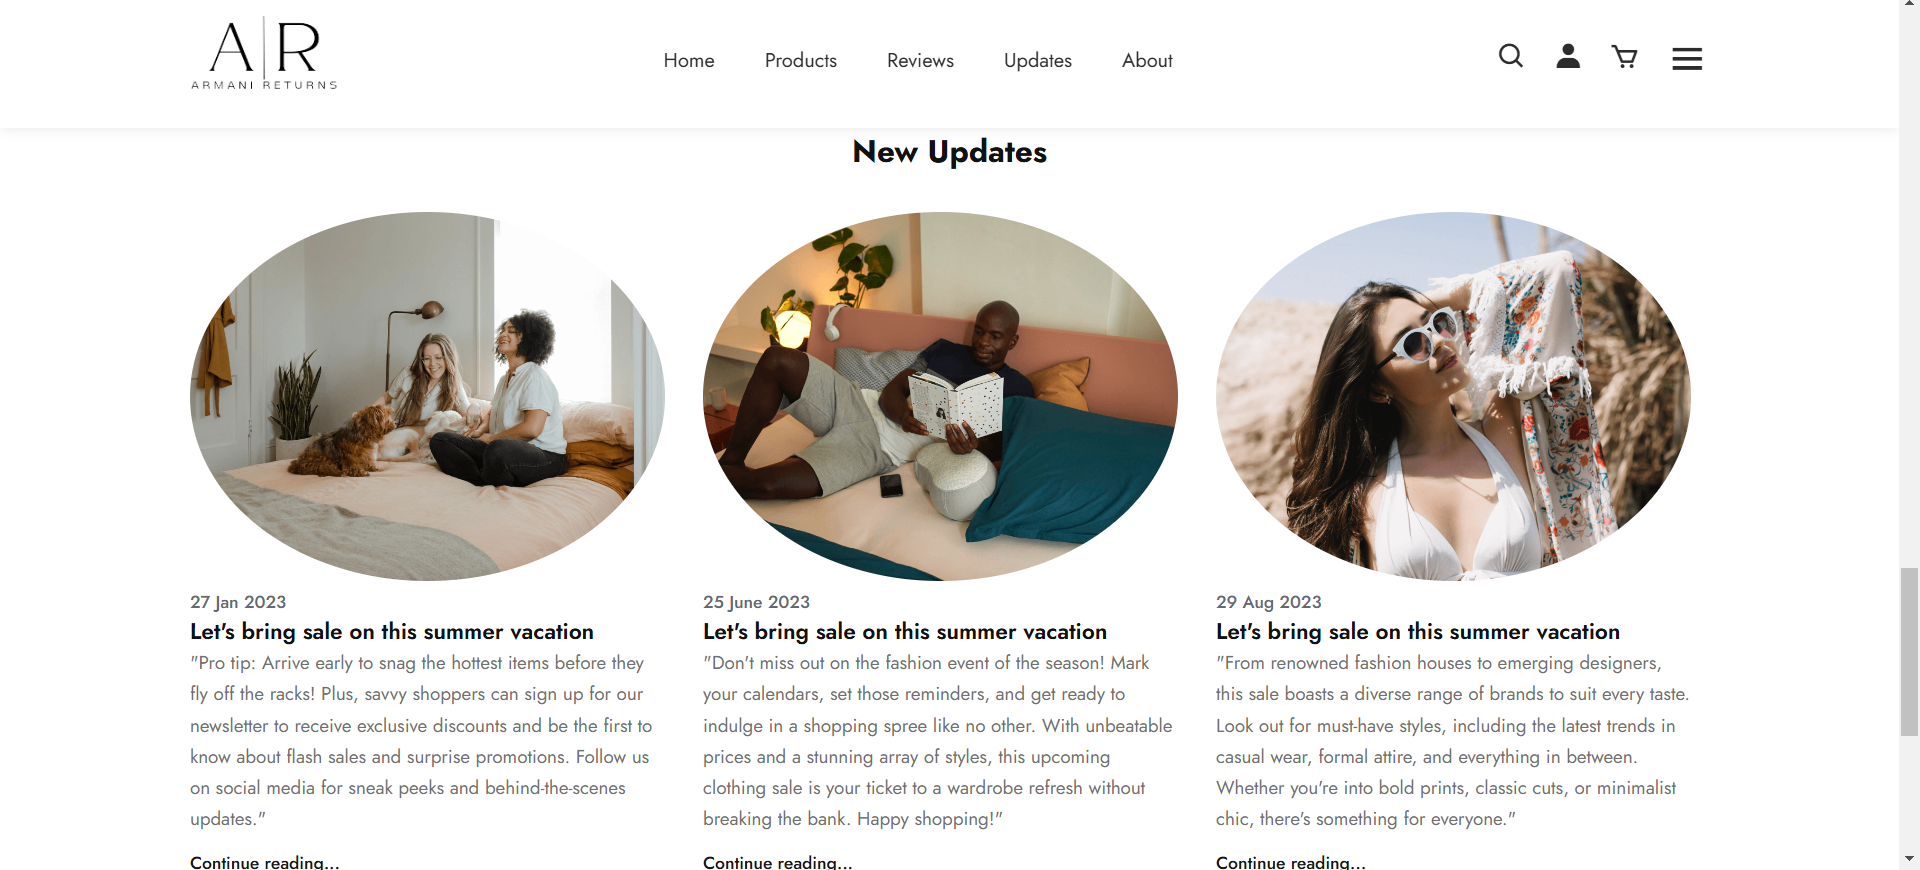 A|R
ARMANI RETURNS
Home
Products
Reviews
Updates
About
New Updates
27 Jan 2023
Let's bring sale on this summer vacation
"Pro tip: Arrive early to snag the hottest items before they
fly off the racks! Plus, savvy shoppers can sign up for our
newsletter to receive exclusive discounts and be the first to
know about flash sales and surprise promotions. Follow us
on social media for sneak peeks and behind-the-scenes
updates."
Continue reading...
25 June 2023
Let's bring sale on this summer vacation
"Don't miss out on the fashion event of the season! Mark
your calendars, set those reminders, and get ready to
indulge in a shopping spree like no other. With unbeatable
prices and a stunning array of styles, this upcoming
clothing sale is your ticket to a wardrobe refresh without
breaking the bank. Happy shopping!"
Continue reading...
29 Aug 2023
Let's bring sale on this summer vacation
"From renowned fashion houses to emerging designers,
this sale boasts a diverse range of brands to suit every taste.
Look out for must-have styles, including the latest trends in
casual wear, formal attire, and everything in between.
Whether you're into bold prints, classic cuts, or minimalist
chic, there's something for everyone."
Continue reading...